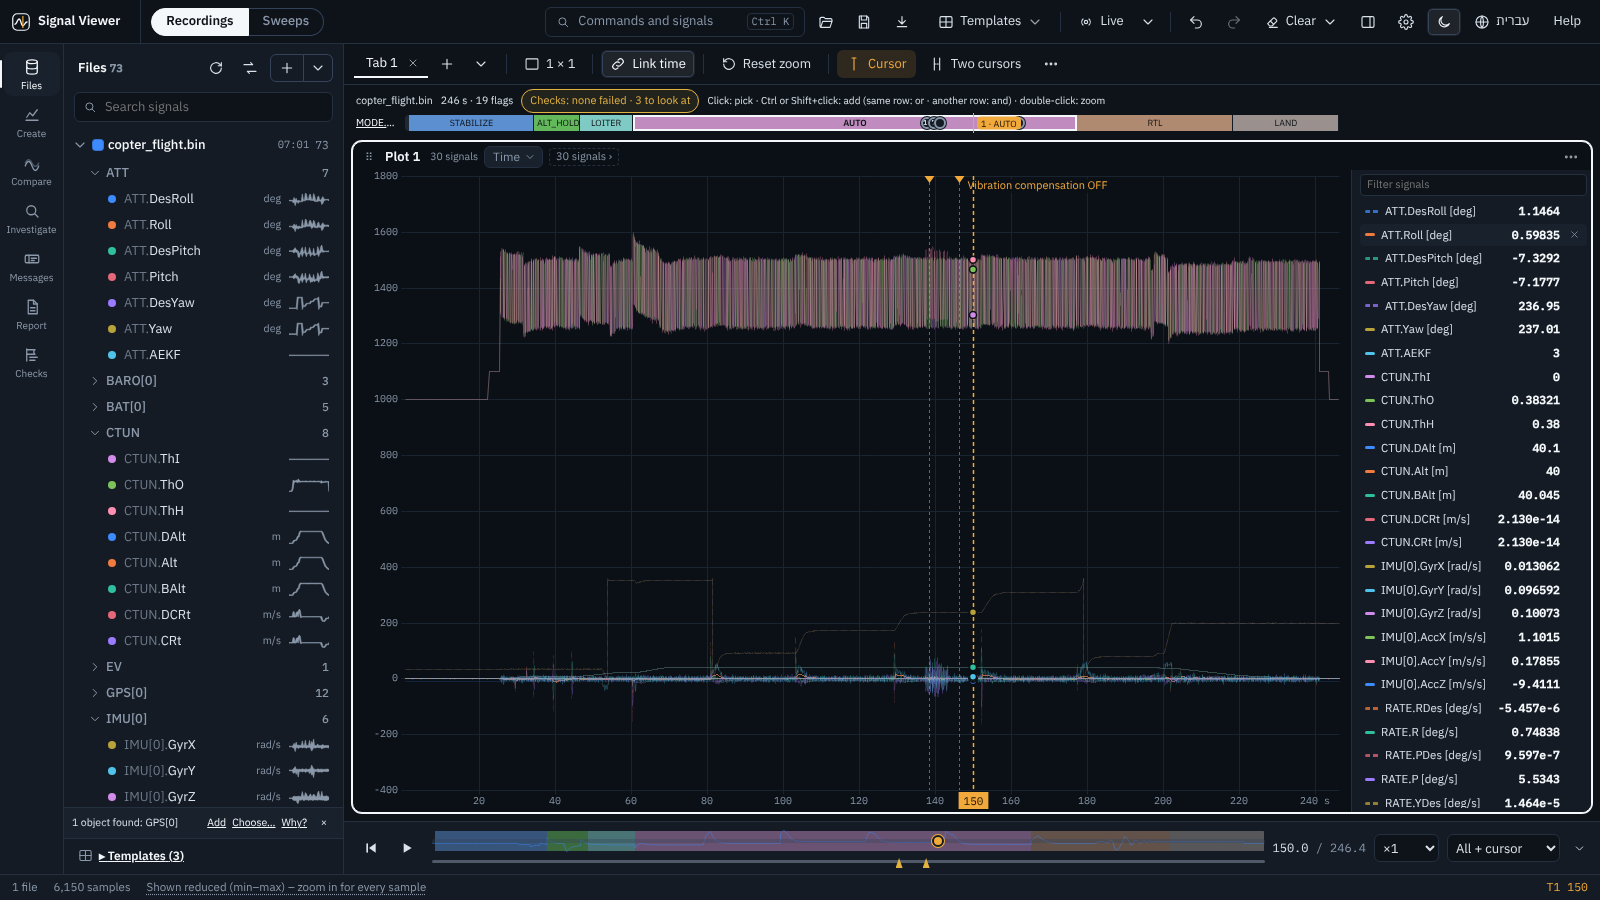 Signal Viewer
Recordings
Sweeps
Commands and signals
Ctrl K
Templates
Live
Clear
עברית
Help
Files
Create
Compare
Investigate
Messages
Report
Checks
Files 73
Search signals
copter_flight.bin 07:01 73
ATT 7
ATT.DesRoll deg
ATT.Roll deg
ATT.DesPitch deg
ATT.Pitch deg
ATT.DesYaw deg
ATT.Yaw deg
ATT.AEKF
BARO[0] 3
BAT[0] 5
CTUN 8
CTUN.ThI
CTUN.ThO
CTUN.ThH
CTUN.DAlt m
CTUN.Alt m
CTUN.BAlt m
CTUN.DCRt m/s
CTUN.CRt m/s
EV 1
GPS[0] 12
IMU[0] 6
IMU[0].GyrX rad/s
IMU[0].GyrY rad/s
IMU[0].GyrZ rad/s
1 object found: GPS[0] Add Choose... Why? ×
▸ Templates (3)
Tab 1 ×
1 × 1
Link time
Reset zoom
Cursor
Two cursors
copter_flight.bin 246 s · 19 flags
Checks: none failed · 3 to look at
Click: pick · Ctrl or Shift+click: add (same row: or · another row: and) · double-click: zoom
MODE....
STABILIZE
ALT_HOLD
LOITER
AUTO
1 · AUTO
RTL
LAND
Plot 1 30 signals
Time
30 signals ›
Vibration compensation OFF
1800
1600
1400
1200
1000
800
600
400
200
0
-200
-400
20 40 60 80 100 120 140 150 160 180 200 220 240 s
Filter signals
ATT.DesRoll [deg] 1.1464
ATT.Roll [deg] 0.59835 ×
ATT.DesPitch [deg] -7.3292
ATT.Pitch [deg] -7.1777
ATT.DesYaw [deg] 236.95
ATT.Yaw [deg] 237.01
ATT.AEKF 3
CTUN.ThI 0
CTUN.ThO 0.38321
CTUN.ThH 0.38
CTUN.DAlt [m] 40.1
CTUN.Alt [m] 40
CTUN.BAlt [m] 40.045
CTUN.DCRt [m/s] 2.130e-14
CTUN.CRt [m/s] 2.130e-14
IMU[0].GyrX [rad/s] 0.013062
IMU[0].GyrY [rad/s] 0.096592
IMU[0].GyrZ [rad/s] 0.10073
IMU[0].AccX [m/s/s] 1.1015
IMU[0].AccY [m/s/s] 0.17855
IMU[0].AccZ [m/s/s] -9.4111
RATE.RDes [deg/s] -5.457e-6
RATE.R [deg/s] 0.74838
RATE.PDes [deg/s] 9.597e-7
RATE.P [deg/s] 5.5343
RATE.YDes [deg/s] 1.464e-5
150.0 / 246.4
×1
All + cursor
1 file 6,150 samples Shown reduced (min–max) – zoom in for every sample
T1 150